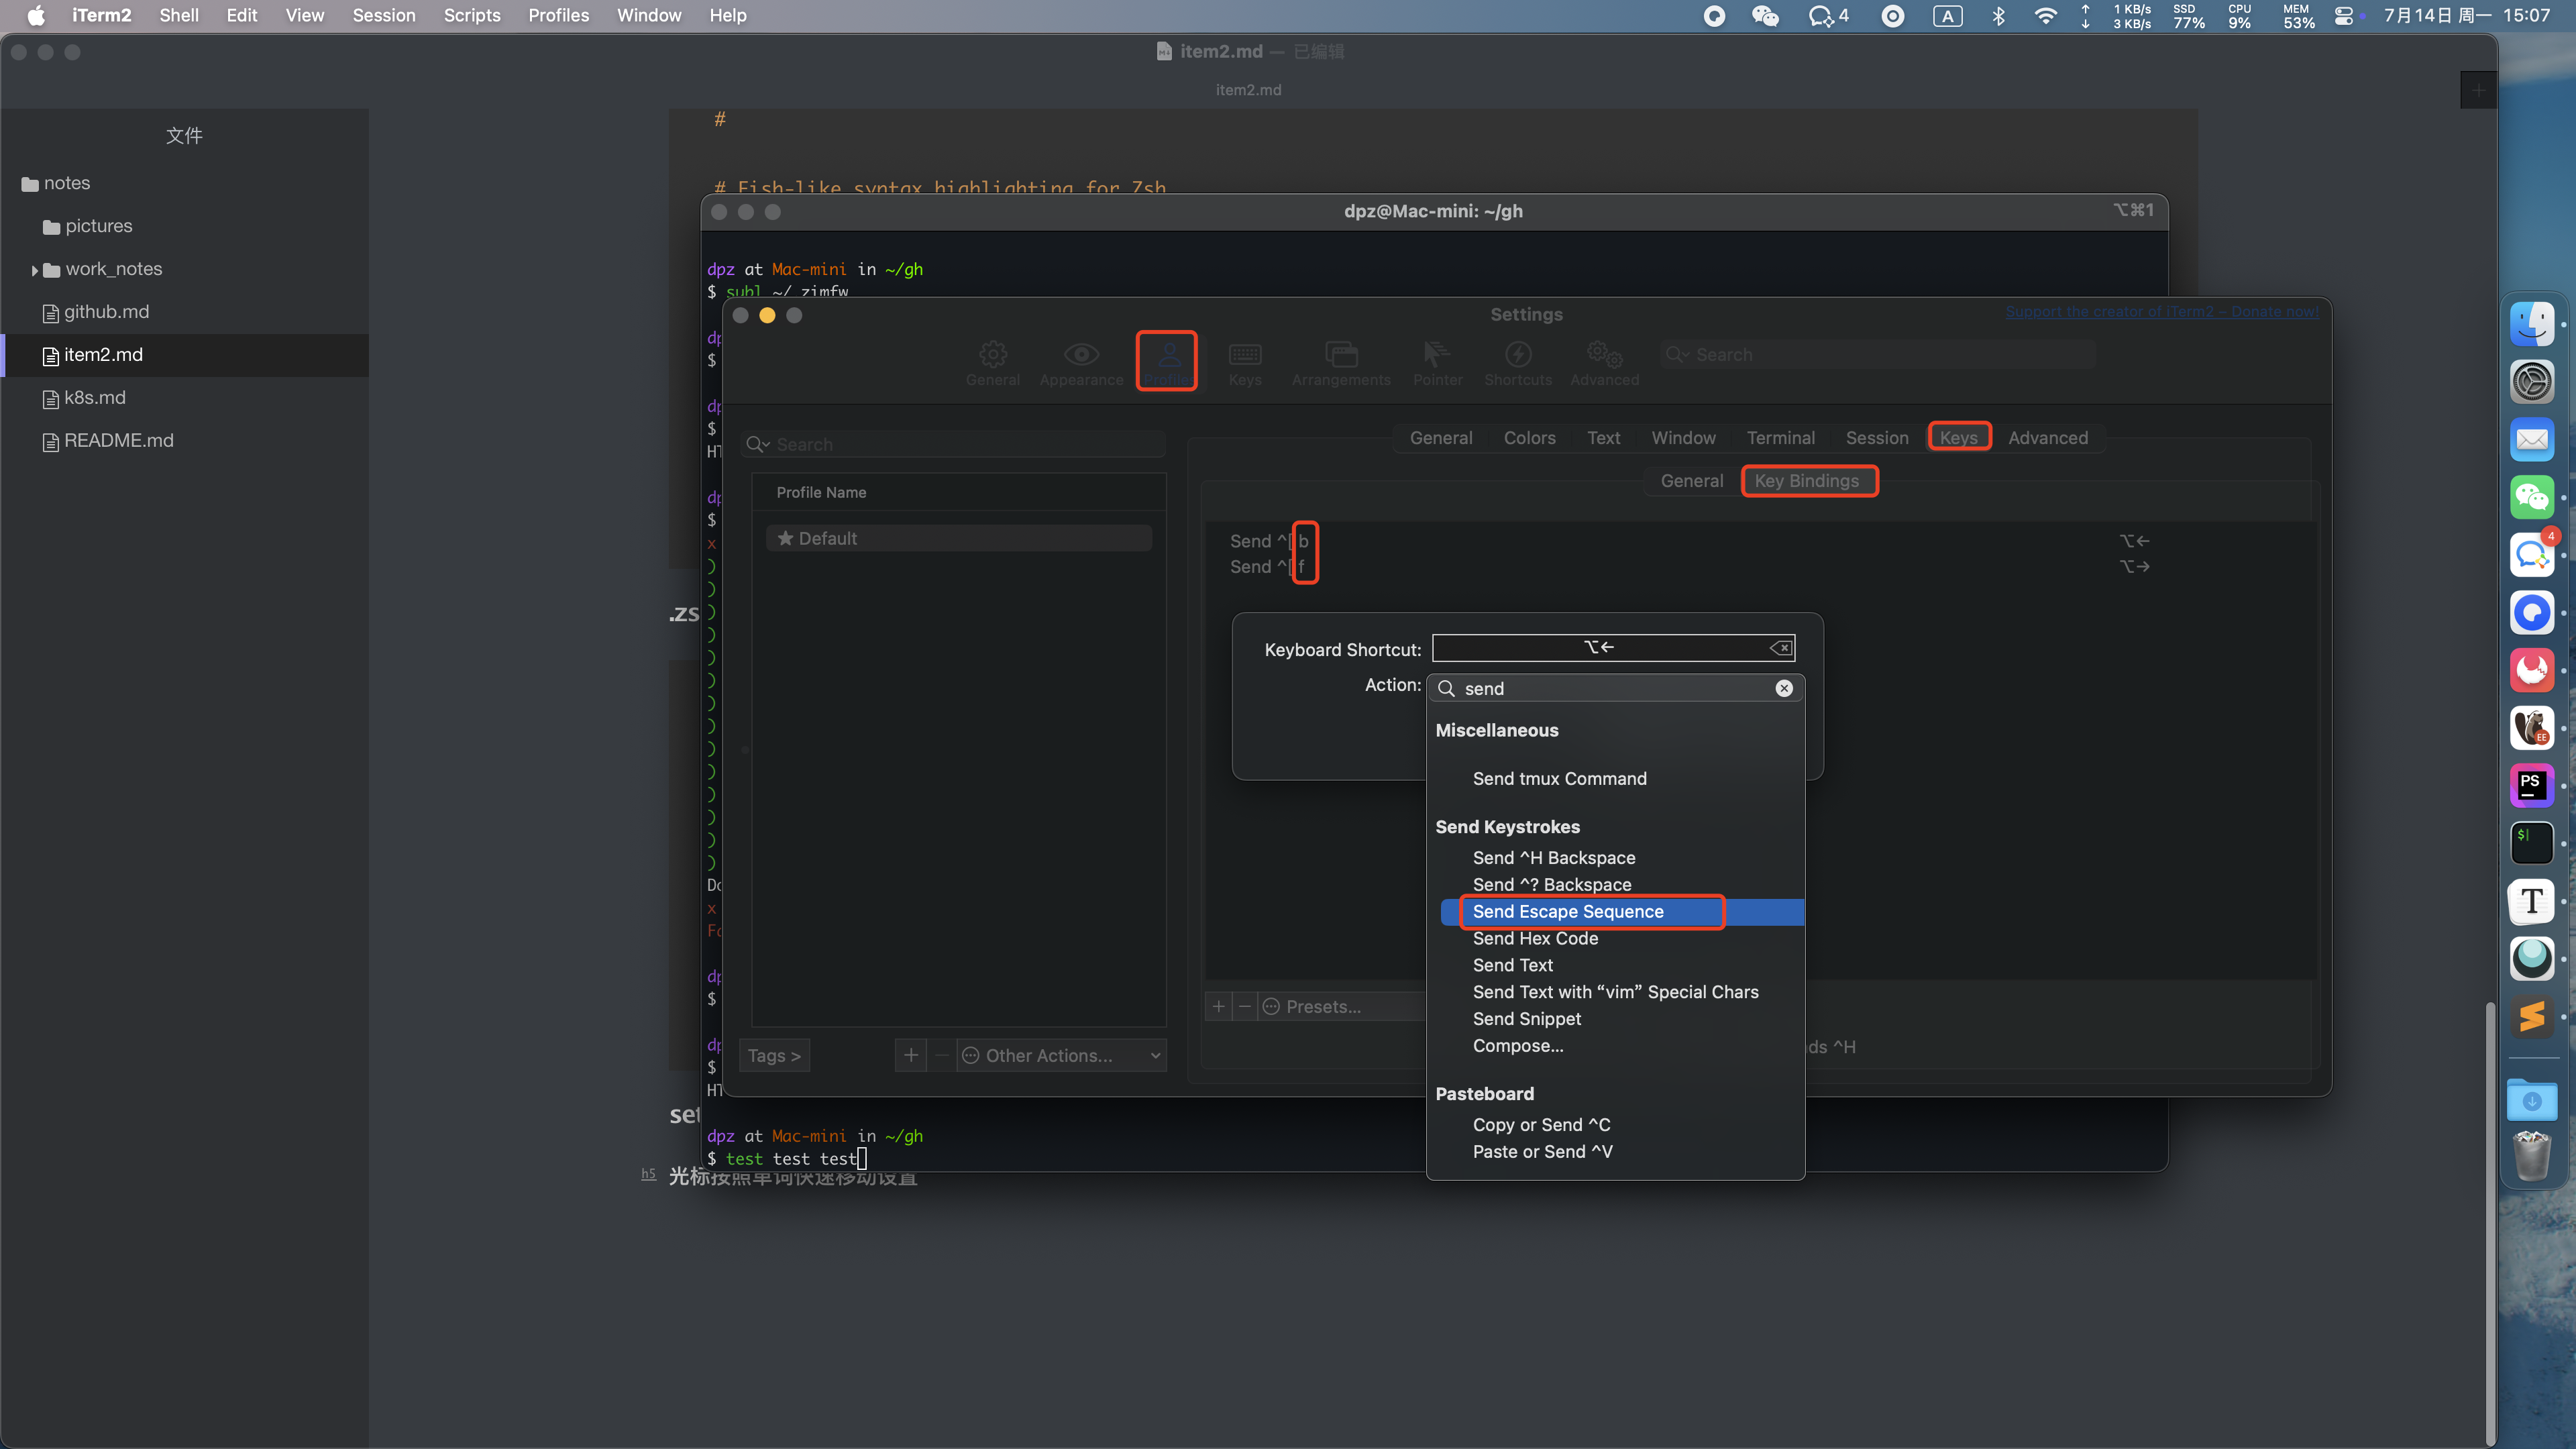 iTerm2 Shell Edit View Session Scripts Profiles Window Help
4 A 1 KB/s 3 KB/s SSD 77% CPU 9% MEM 53% 7月14日 周一 15:07
item2.md — 已编辑
item2.md
文件
notes
pictures
work_notes
github.md
item2.md
k8s.md
README.md
#
# Fish-like syntax highlighting for Zsh
dpz@Mac-mini: ~/gh
⌥⌘1
dpz at Mac-mini in ~/gh
$ subl ~/.zimfw
Settings
Support the creator of iTerm2 – Donate now!
General Appearance Profiles Keys Arrangements Pointer Shortcuts Advanced
Search
Search
General Colors Text Window Terminal Session Keys Advanced
General Key Bindings
Profile Name
★ Default
Send ^[ b ⌥←
Send ^[ f ⌥→
Keyboard Shortcut: ⌥←
Action: send
Miscellaneous
Send tmux Command
Send Keystrokes
Send ^H Backspace
Send ^? Backspace
Send Escape Sequence
Send Hex Code
Send Text
Send Text with “vim” Special Chars
Send Snippet
Compose...
Pasteboard
Copy or Send ^C
Paste or Send ^V
+ − Presets...
Tags >
+ − Other Actions...
ds ^H
.zs
set
dpz at Mac-mini in ~/gh
$ test test test
h5 光标按照单词快速移动设置
4
EE
PS
$
T